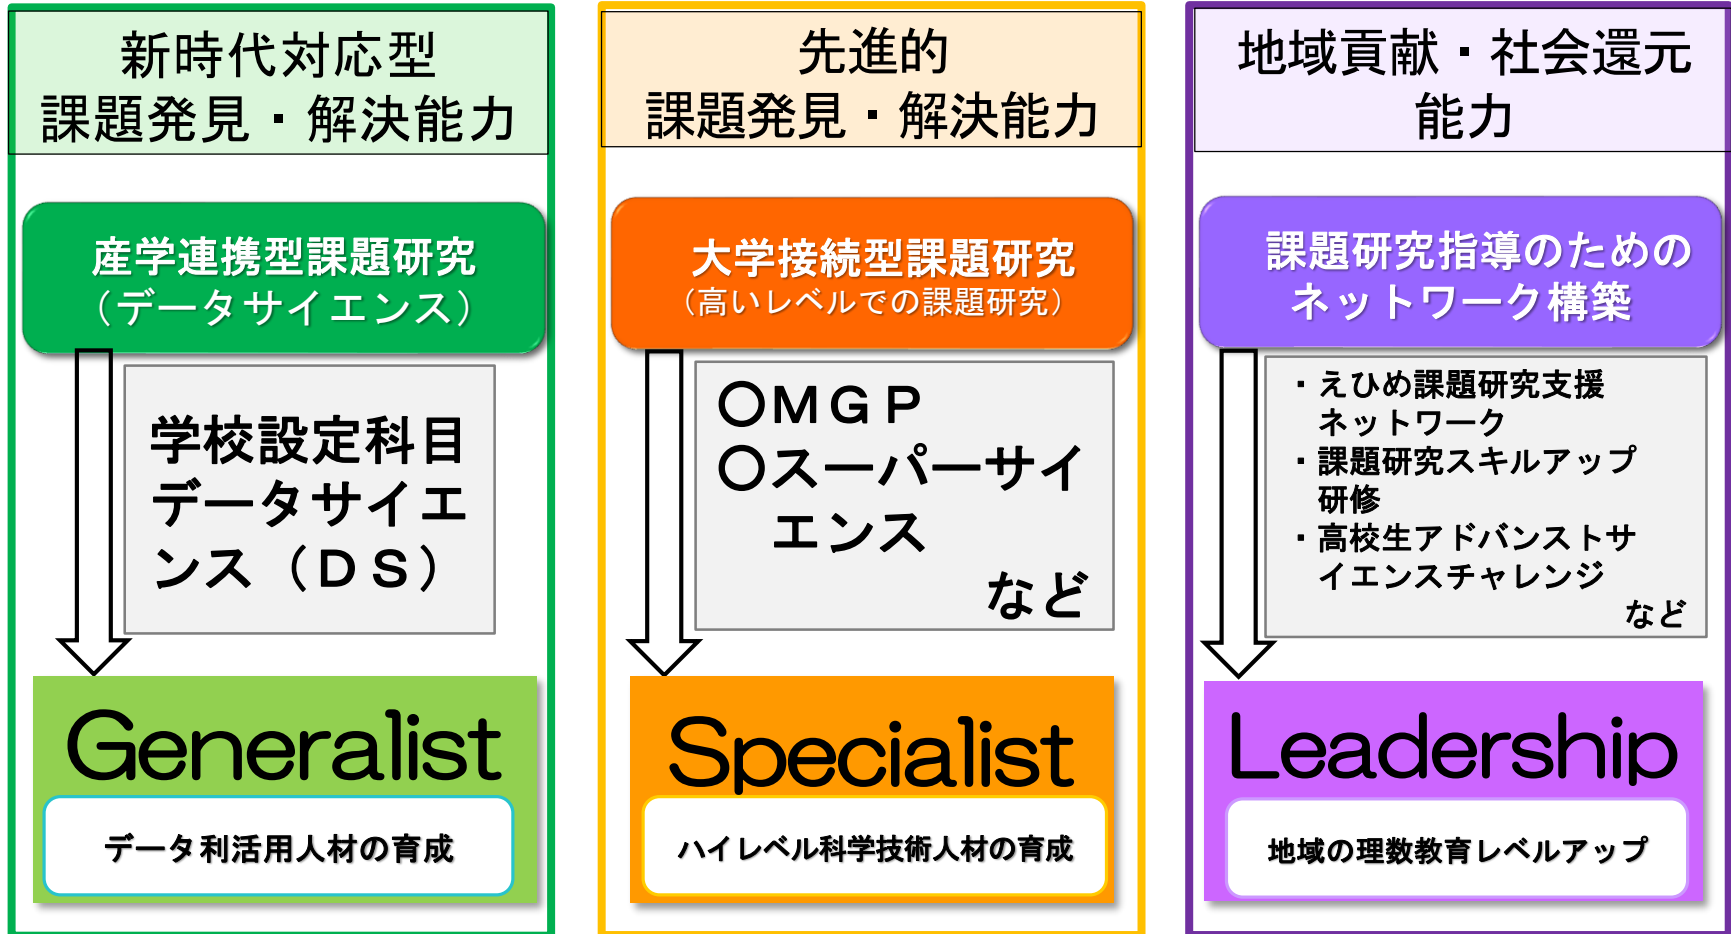 新時代対応型
課題発見・解決能力
産学連携型課題研究
（データサイエンス）
学校設定科目
データサイエ
ンス（ＤＳ）
Generalist
データ利活用人材の育成
先進的
課題発見・解決能力
大学接続型課題研究
（高いレベルでの課題研究）
〇ＭＧＰ
〇スーパーサイ
エンス
など
Specialist
ハイレベル科学技術人材の育成
地域貢献・社会還元
能力
課題研究指導のための
ネットワーク構築
・えひめ課題研究支援
ネットワーク
・課題研究スキルアップ
研修
・高校生アドバンストサ
イエンスチャレンジ
など
Leadership
地域の理数教育レベルアップ